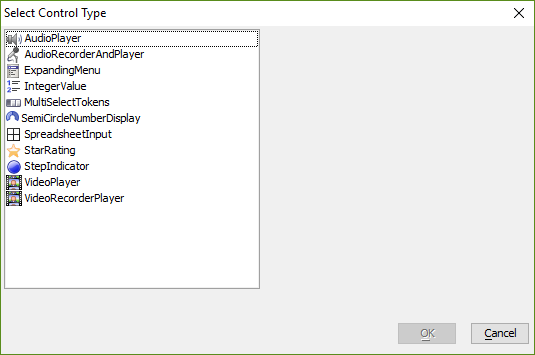 Select Control Type
AudioPlayer
AudioRecorderAndPlayer
ExpandingMenu
IntegerValue
MultiSelectTokens
SemiCircleNumberDisplay
SpreadsheetInput
StarRating
StepIndicator
VideoPlayer
VideoRecorderPlayer
OK
Cancel